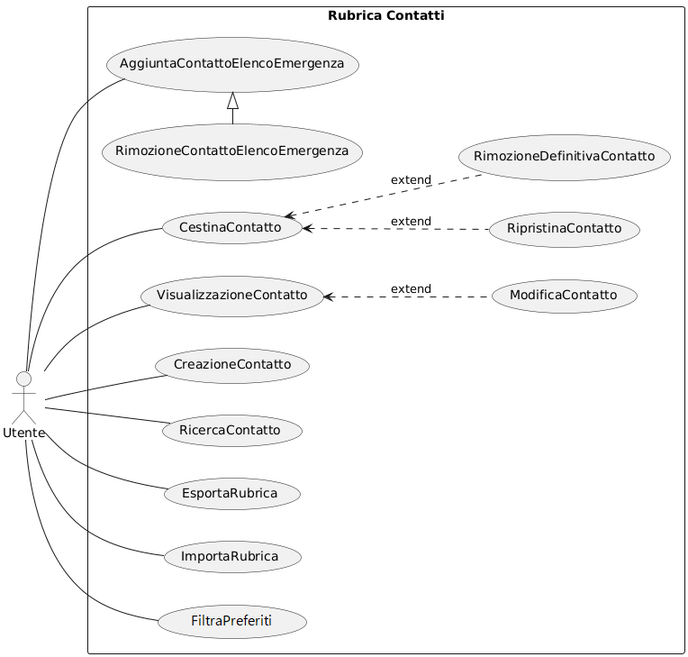 Rubrica Contatti
AggiuntaContattoElencoEmergenza
RimozioneContattoElencoEmergenza
RimozioneDefinitivaContatto
extend
CestinaContatto
extend
RipristinaContatto
VisualizzazioneContatto
extend
ModificaContatto
CreazioneContatto
Utente
RicercaContatto
EsportaRubrica
ImportaRubrica
FiltraPreferiti